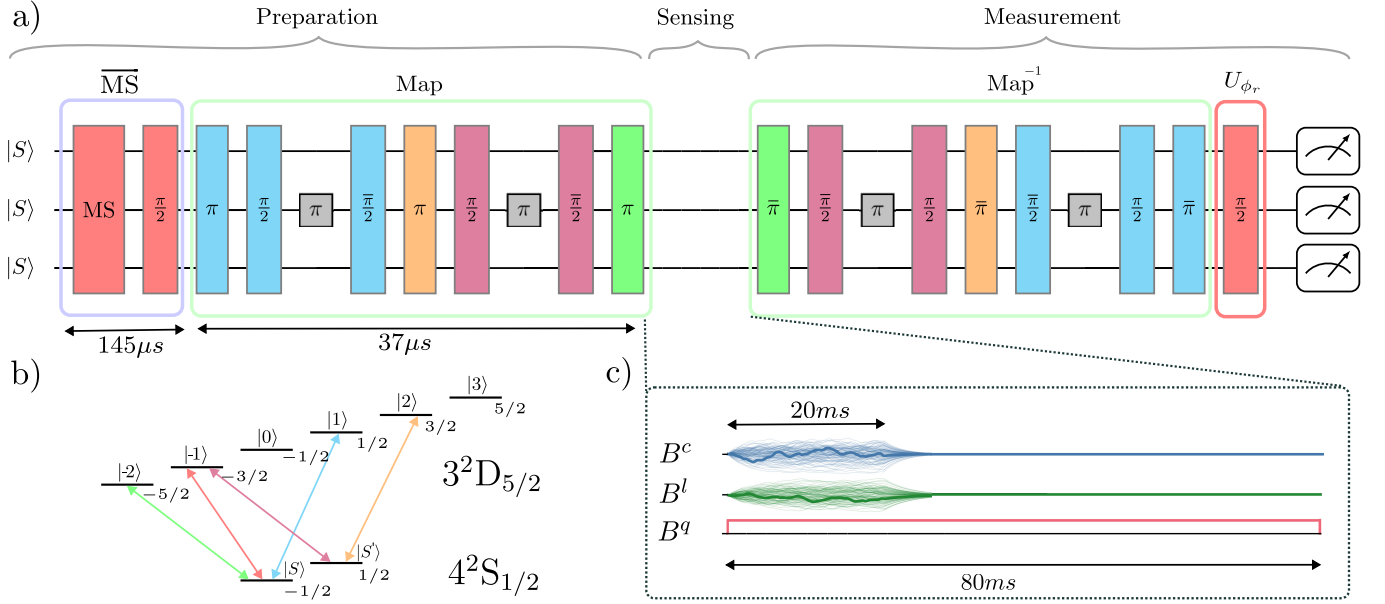 a)
Preparation Sensing Measurement
M̅S̅ Map Map⁻¹ U_{ϕ_r}
|S⟩
|S⟩
|S⟩
MS π/2 π π/2 π π̅/2 π π/2 π π̅/2 π π̅ π̅/2 π π/2 π̅ π̅/2 π π/2 π̅ π/2
145μs 37μs
b)
|-2⟩ −5/2
|-1⟩ −3/2
|0⟩ −1/2
|1⟩ 1/2
|2⟩ 3/2
|3⟩ 5/2
3²D₅/₂
|S⟩ −1/2
|S'⟩ 1/2
4²S₁/₂
c)
20ms
Bᶜ
Bˡ
B^q
80ms